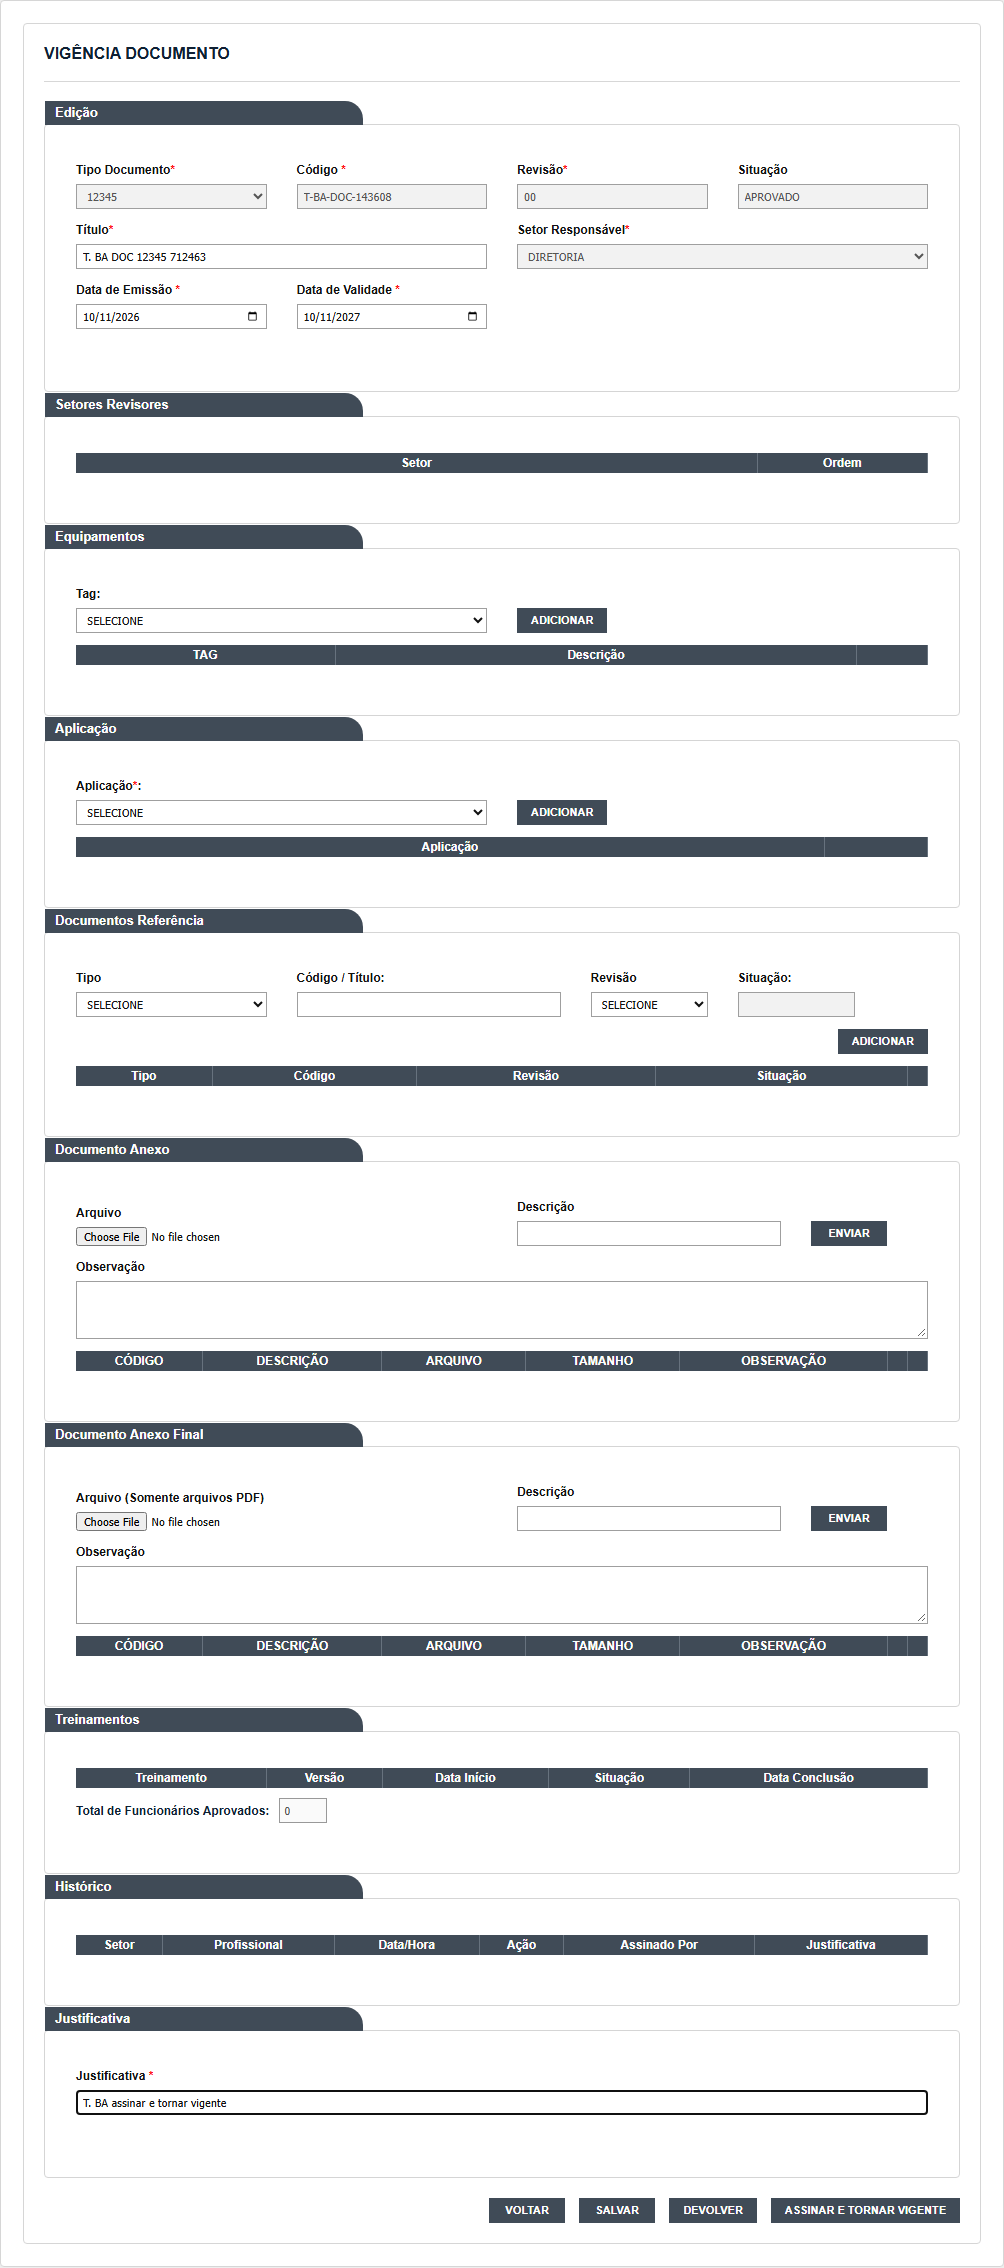 VIGÊNCIA DOCUMENTO
Edição
Tipo Documento* Código * Revisão* Situação
12345 T-BA-DOC-143608 00 APROVADO
Título* Setor Responsável*
T. BA DOC 12345 712463 DIRETORIA
Data de Emissão * Data de Validade *
10/11/2026 10/11/2027
Setores Revisores
Setor Ordem
Equipamentos
Tag:
SELECIONE ADICIONAR
TAG Descrição
Aplicação
Aplicação*:
SELECIONE ADICIONAR
Aplicação
Documentos Referência
Tipo Código / Título: Revisão Situação:
SELECIONE SELECIONE
ADICIONAR
Tipo Código Revisão Situação
Documento Anexo
Arquivo Descrição
Choose File No file chosen ENVIAR
Observação
CÓDIGO DESCRIÇÃO ARQUIVO TAMANHO OBSERVAÇÃO
Documento Anexo Final
Arquivo (Somente arquivos PDF) Descrição
Choose File No file chosen ENVIAR
Observação
CÓDIGO DESCRIÇÃO ARQUIVO TAMANHO OBSERVAÇÃO
Treinamentos
Treinamento Versão Data Início Situação Data Conclusão
Total de Funcionários Aprovados: 0
Histórico
Setor Profissional Data/Hora Ação Assinado Por Justificativa
Justificativa
Justificativa *
T. BA assinar e tornar vigente
VOLTAR SALVAR DEVOLVER ASSINAR E TORNAR VIGENTE